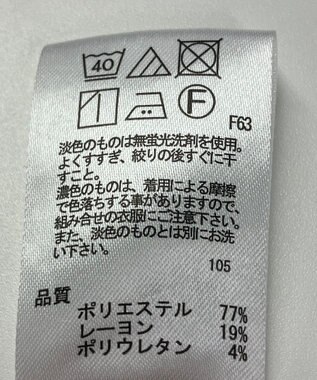 40
F
F63
淡色のものは無蛍光洗剤を使用。
よくすすぎ、絞りの後すぐに干
すこと。
濃色のものは、着用による摩擦
で色落ちする事がありますので、
組み合せの衣服にご注意下さい。
また、淡色のものとは別にお洗
い下さい。
105
品質
ポリエステル 77%
レーヨン 19%
ポリウレタン 4%